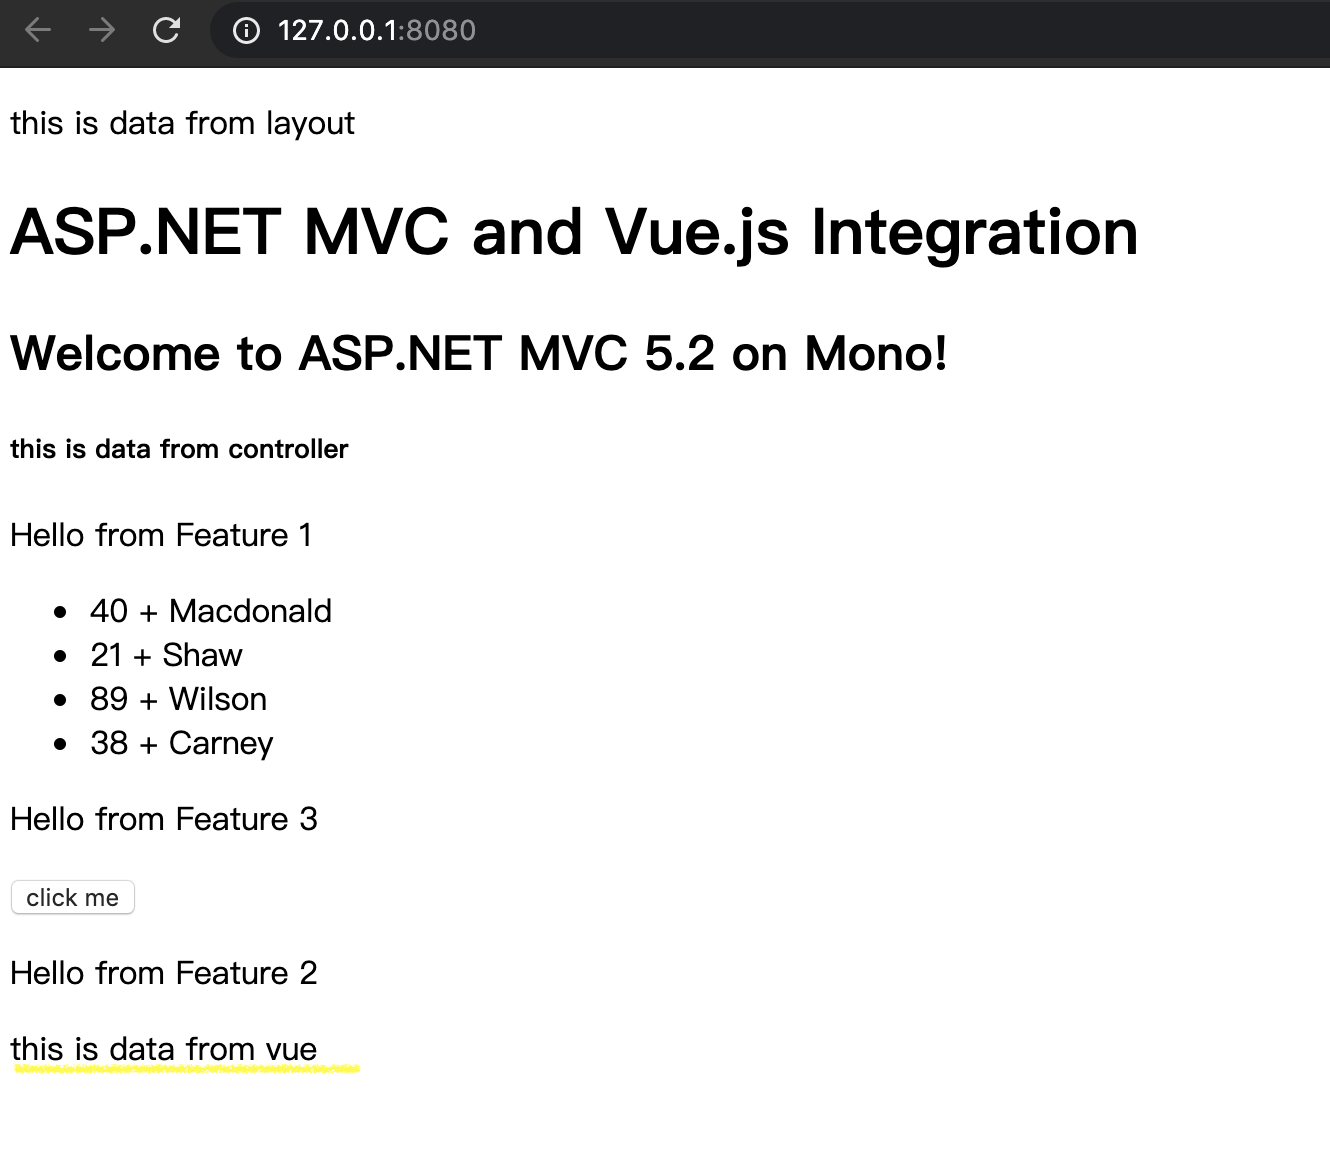 127.0.0.1:8080
this is data from layout
ASP.NET MVC and Vue.js Integration
Welcome to ASP.NET MVC 5.2 on Mono!
this is data from controller
Hello from Feature 1
40 + Macdonald
21 + Shaw
89 + Wilson
38 + Carney
Hello from Feature 3
click me
Hello from Feature 2
this is data from vue